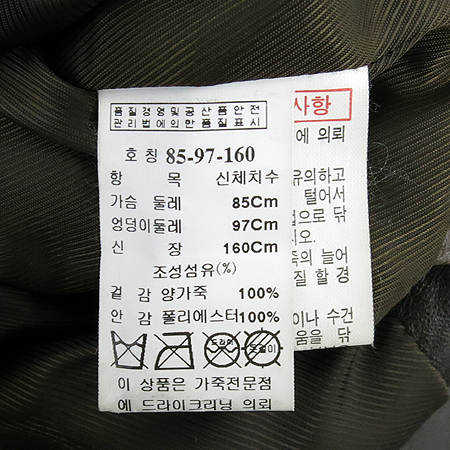 품질경영및공산품안전
관리법에의한품질표시
호칭 85-97-160
항 목 신체치수
가슴 둘레 85Cm
엉덩이둘레 97Cm
신 장 160Cm
조성섬유(%)
겉 감 양가죽 100%
안 감 폴리에스터100%
드라이
이 상품은 가죽전문점
에 드라이크리닝 의뢰
사항
에 의뢰
유의하고
털어서
으로 닦
오.
죽의 늘어
질 할 경
이나 수건
움을 닦